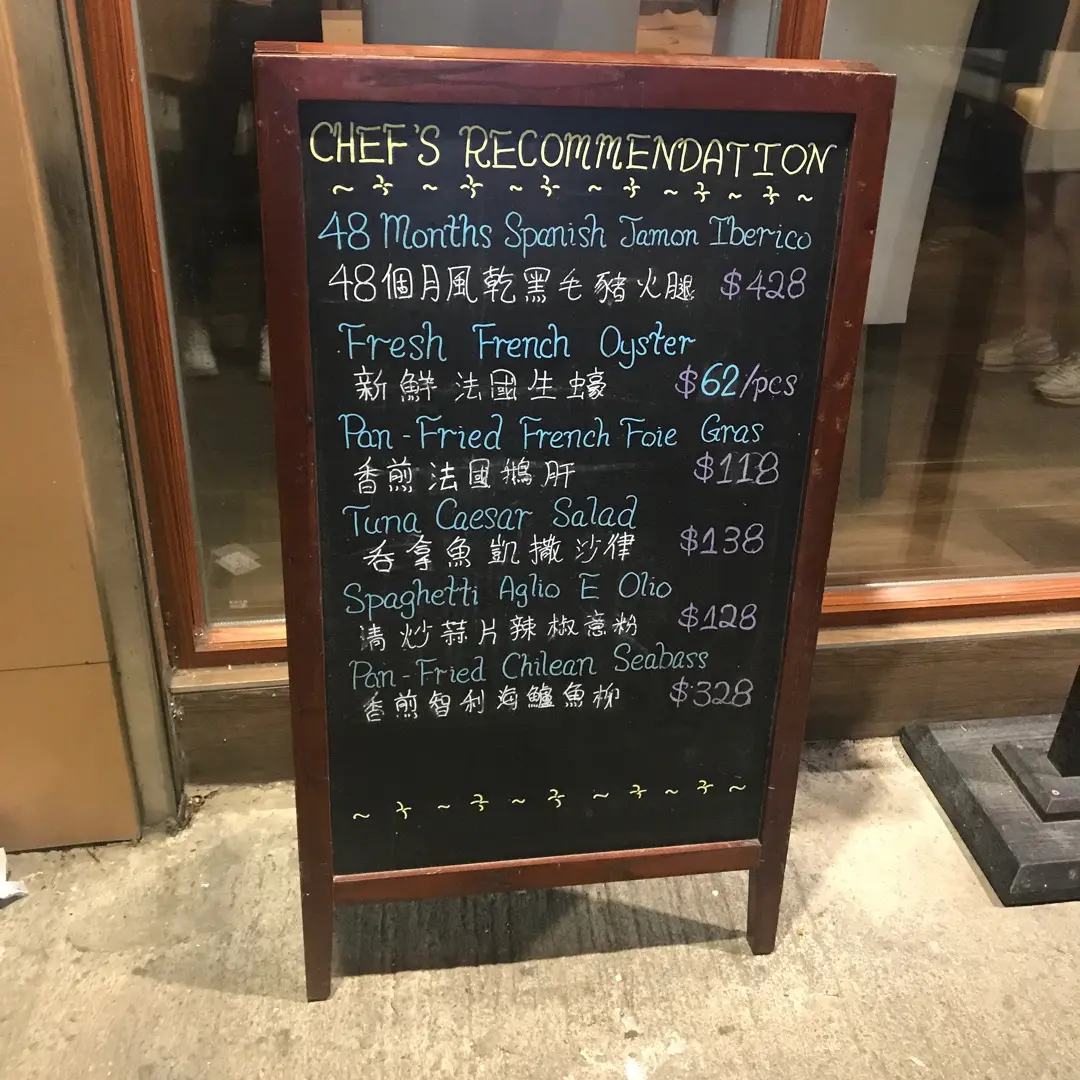 CHEF'S RECOMMENDATION
48 Months Spanish Jamon Iberico
48個月風乾黑毛豬火腿 $428
Fresh French Oyster
新鮮法國生蠔 $62/pcs
Pan-Fried French Foie Gras
香煎法國鵝肝 $118
Tuna Caesar Salad
吞拿魚凱撒沙律 $138
Spaghetti Aglio E Olio
清炒蒜片辣椒意粉 $128
Pan-Fried Chilean Seabass
香煎智利海鱸魚柳 $328